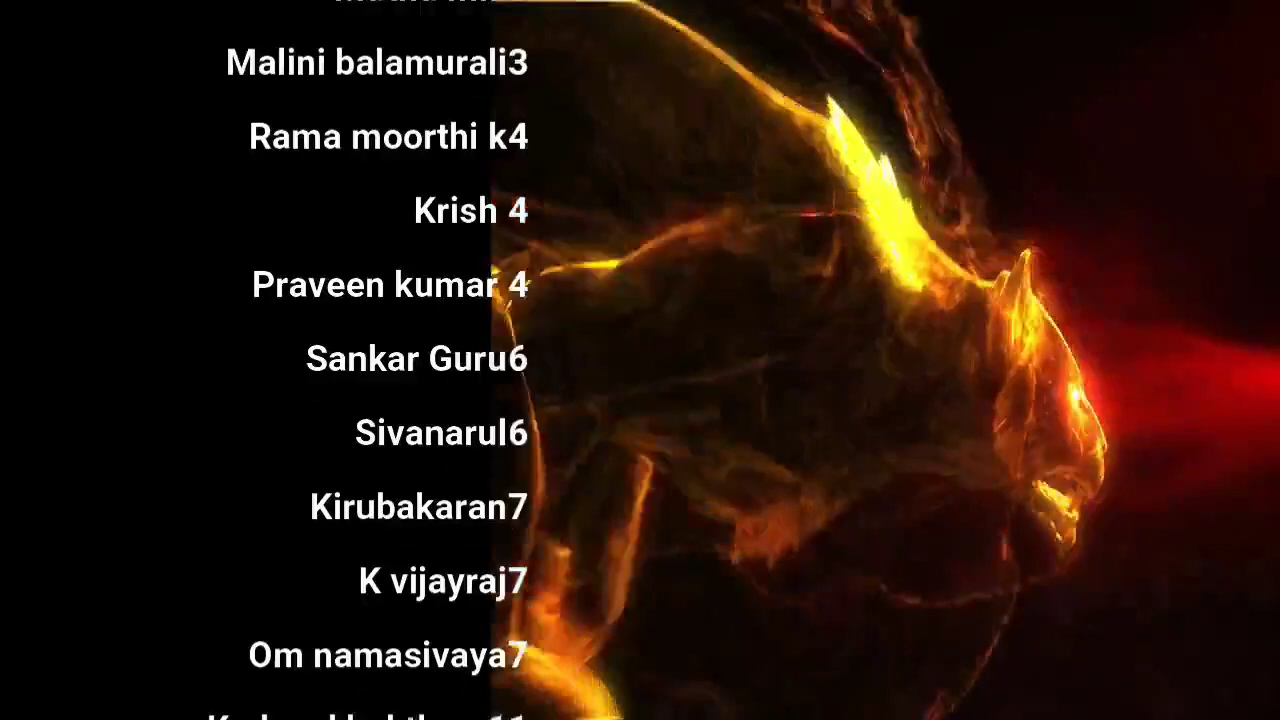 Malini balamurali3
Rama moorthi k4
Krish 4
Praveen kumar 4
Sankar Guru6
Sivanarul6
Kirubakaran7
K vijayraj7
Om namasivaya7